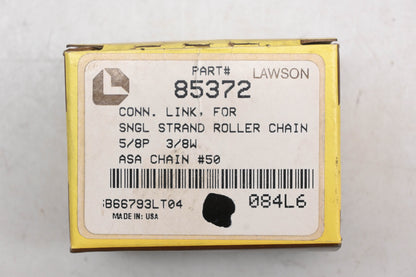 PART# LAWSON
85372
CONN. LINK, FOR
SNGL STRAND ROLLER CHAIN
5/8P 3/8W
ASA CHAIN #50
B66793LT04 084L6
MADE IN: USA